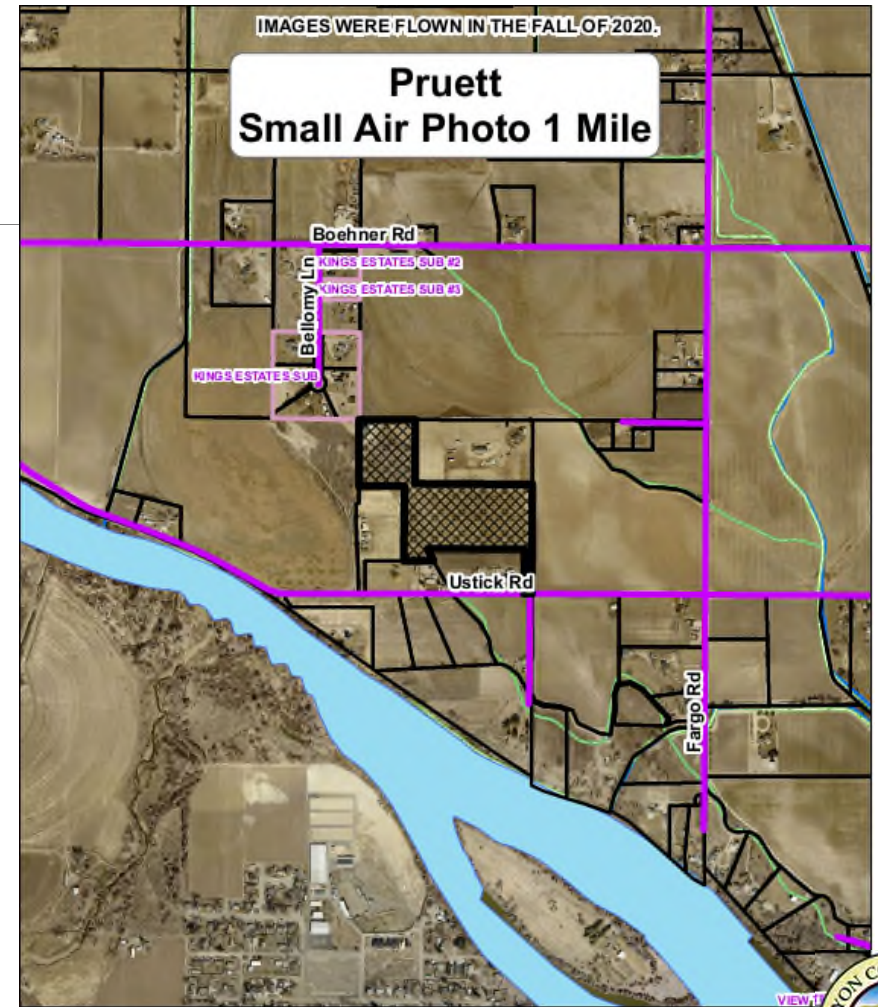 IMAGES WERE FLOWN IN THE FALL OF 2020.
Pruett
Small Air Photo 1 Mile
Boehner Rd
KINGS ESTATES SUB #2
Bellomy Ln
KINGS ESTATES SUB #3
KINGS ESTATES SUB
Ustick Rd
Fargo Rd
VIEW